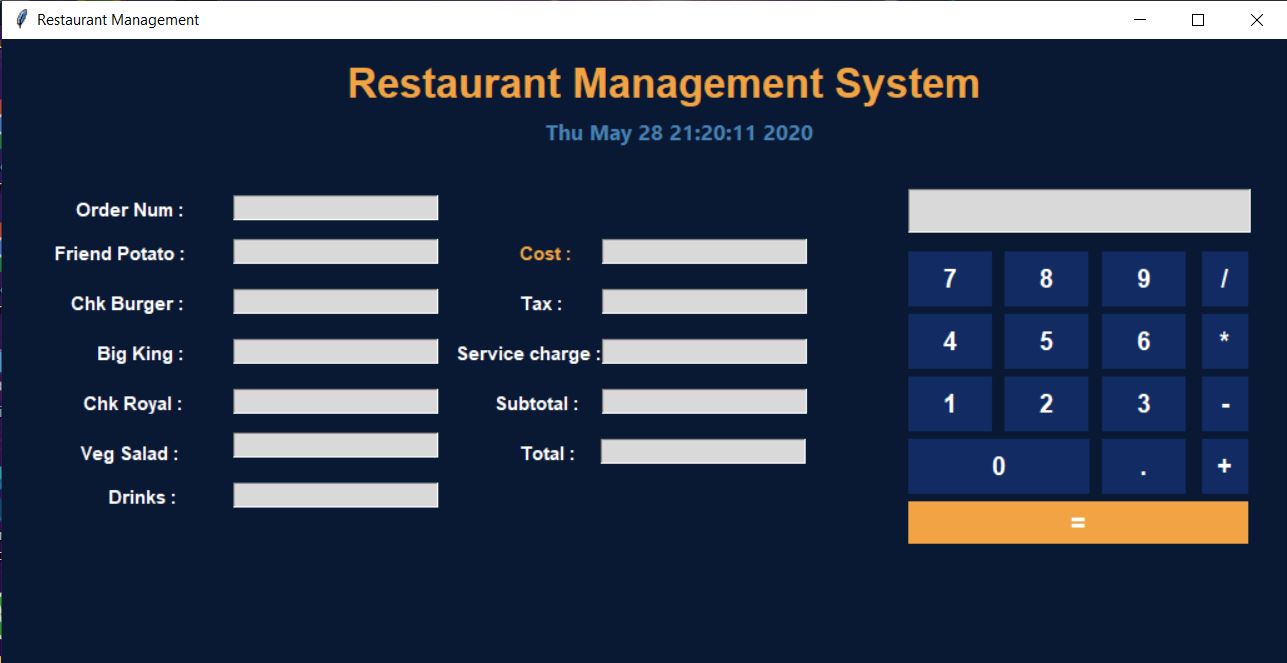 Restaurant Management
Restaurant Management System
Thu May 28 21:20:11 2020
Order Num :
Friend Potato :
Chk Burger :
Big King :
Chk Royal :
Veg Salad :
Drinks :
Cost :
Tax :
Service charge :
Subtotal :
Total :
7 8 9 /
4 5 6 *
1 2 3 -
0 . +
=